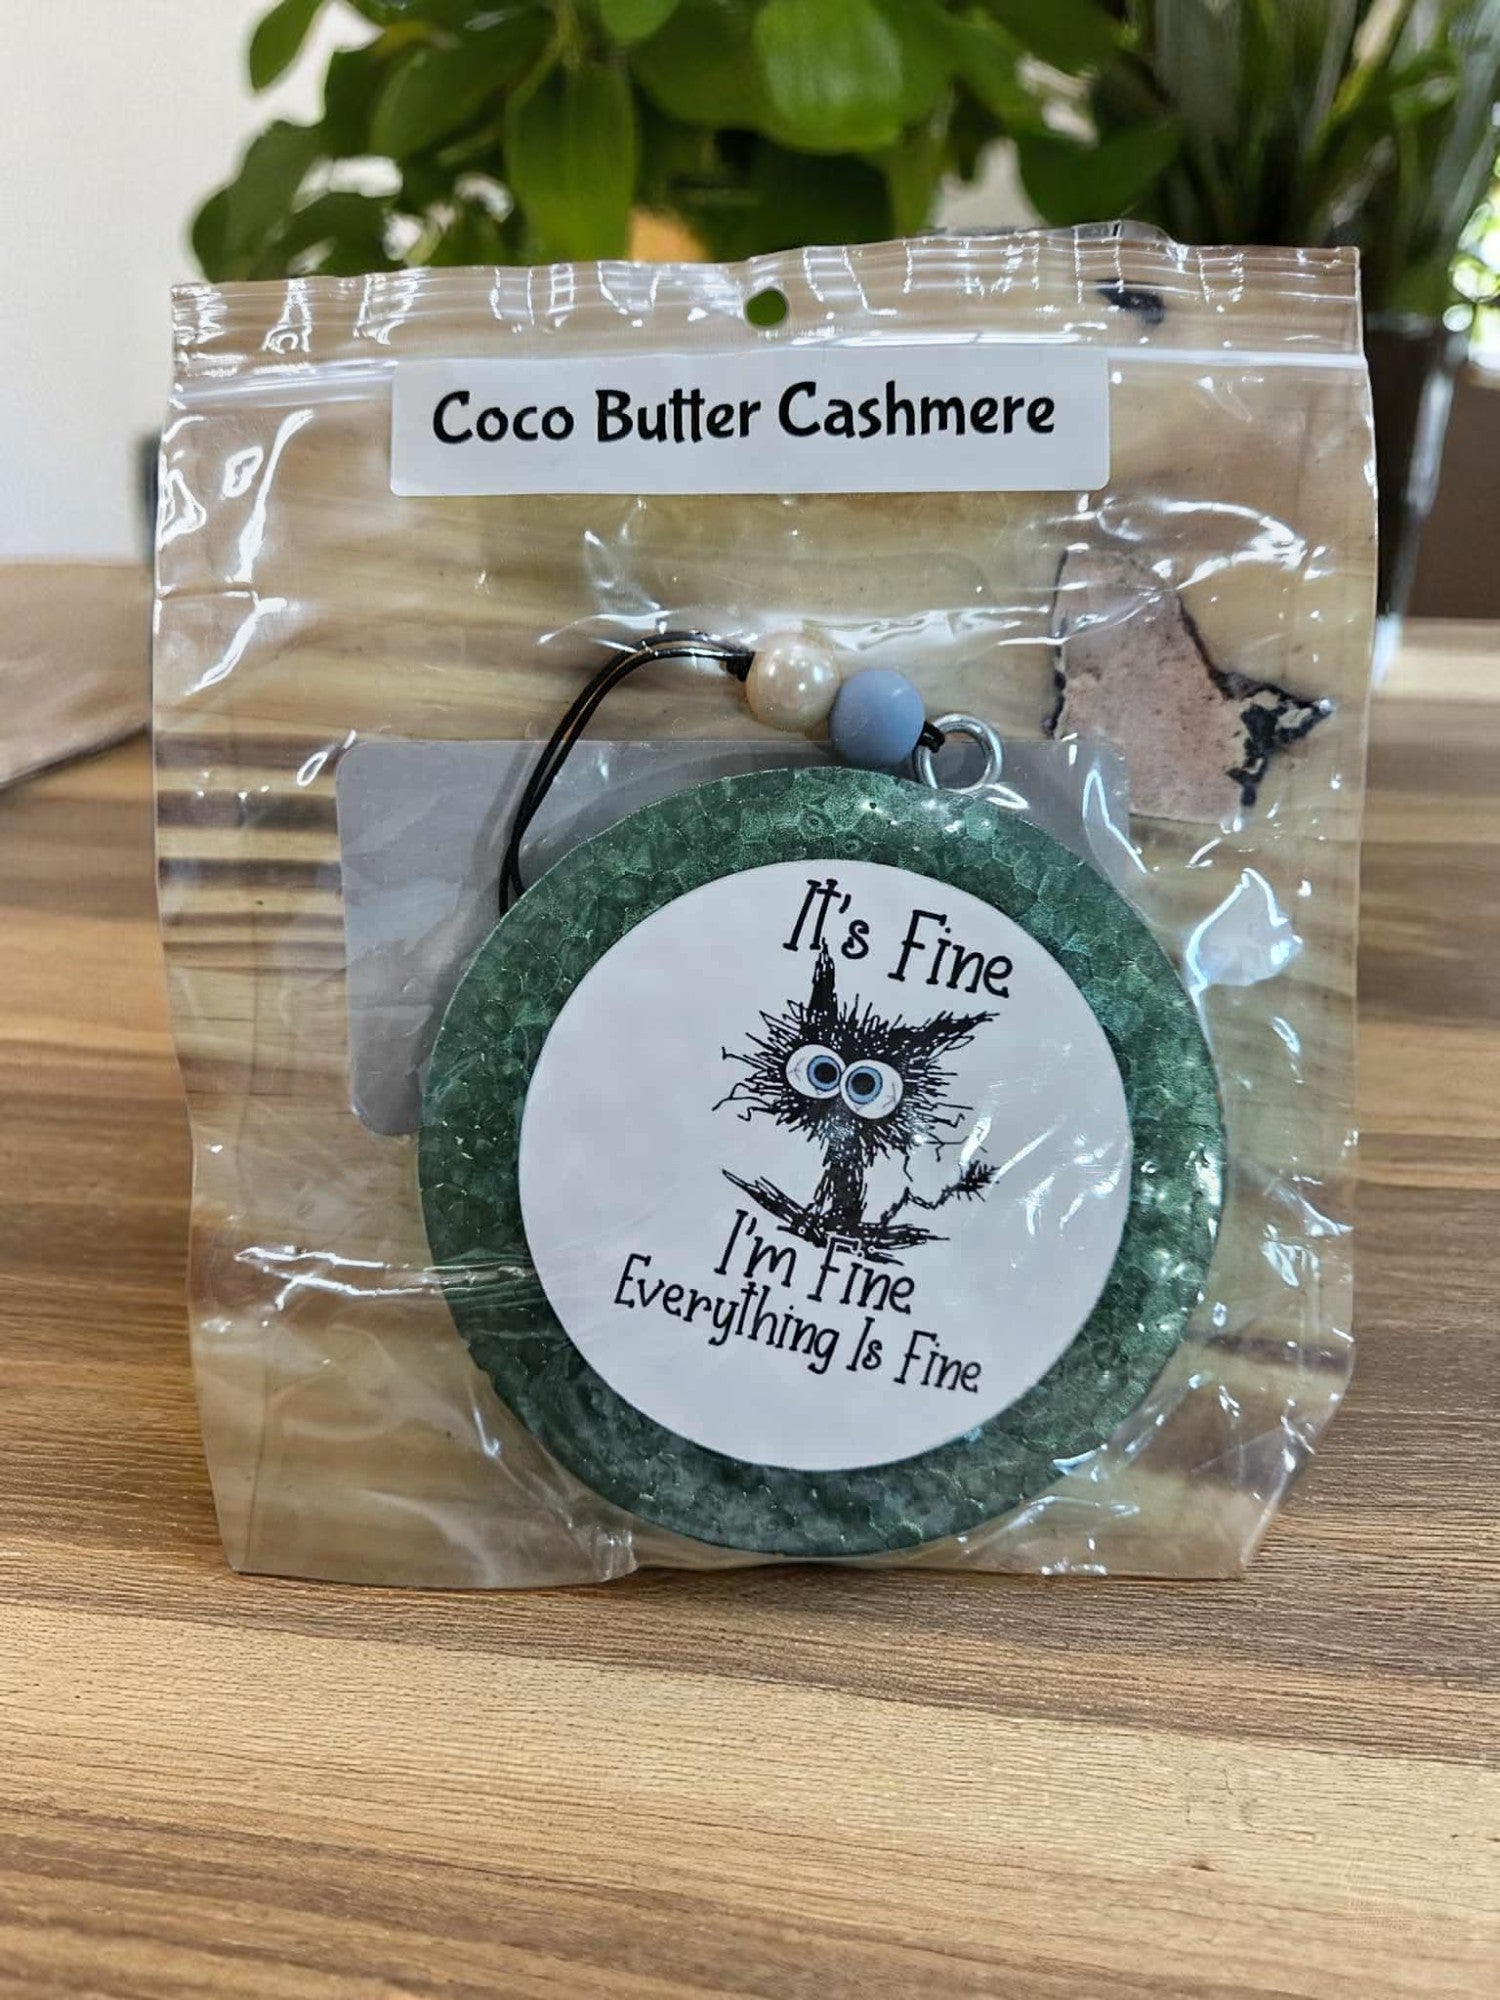 Coco Butter Cashmere
It's Fine
I'm Fine
Everything Is Fine